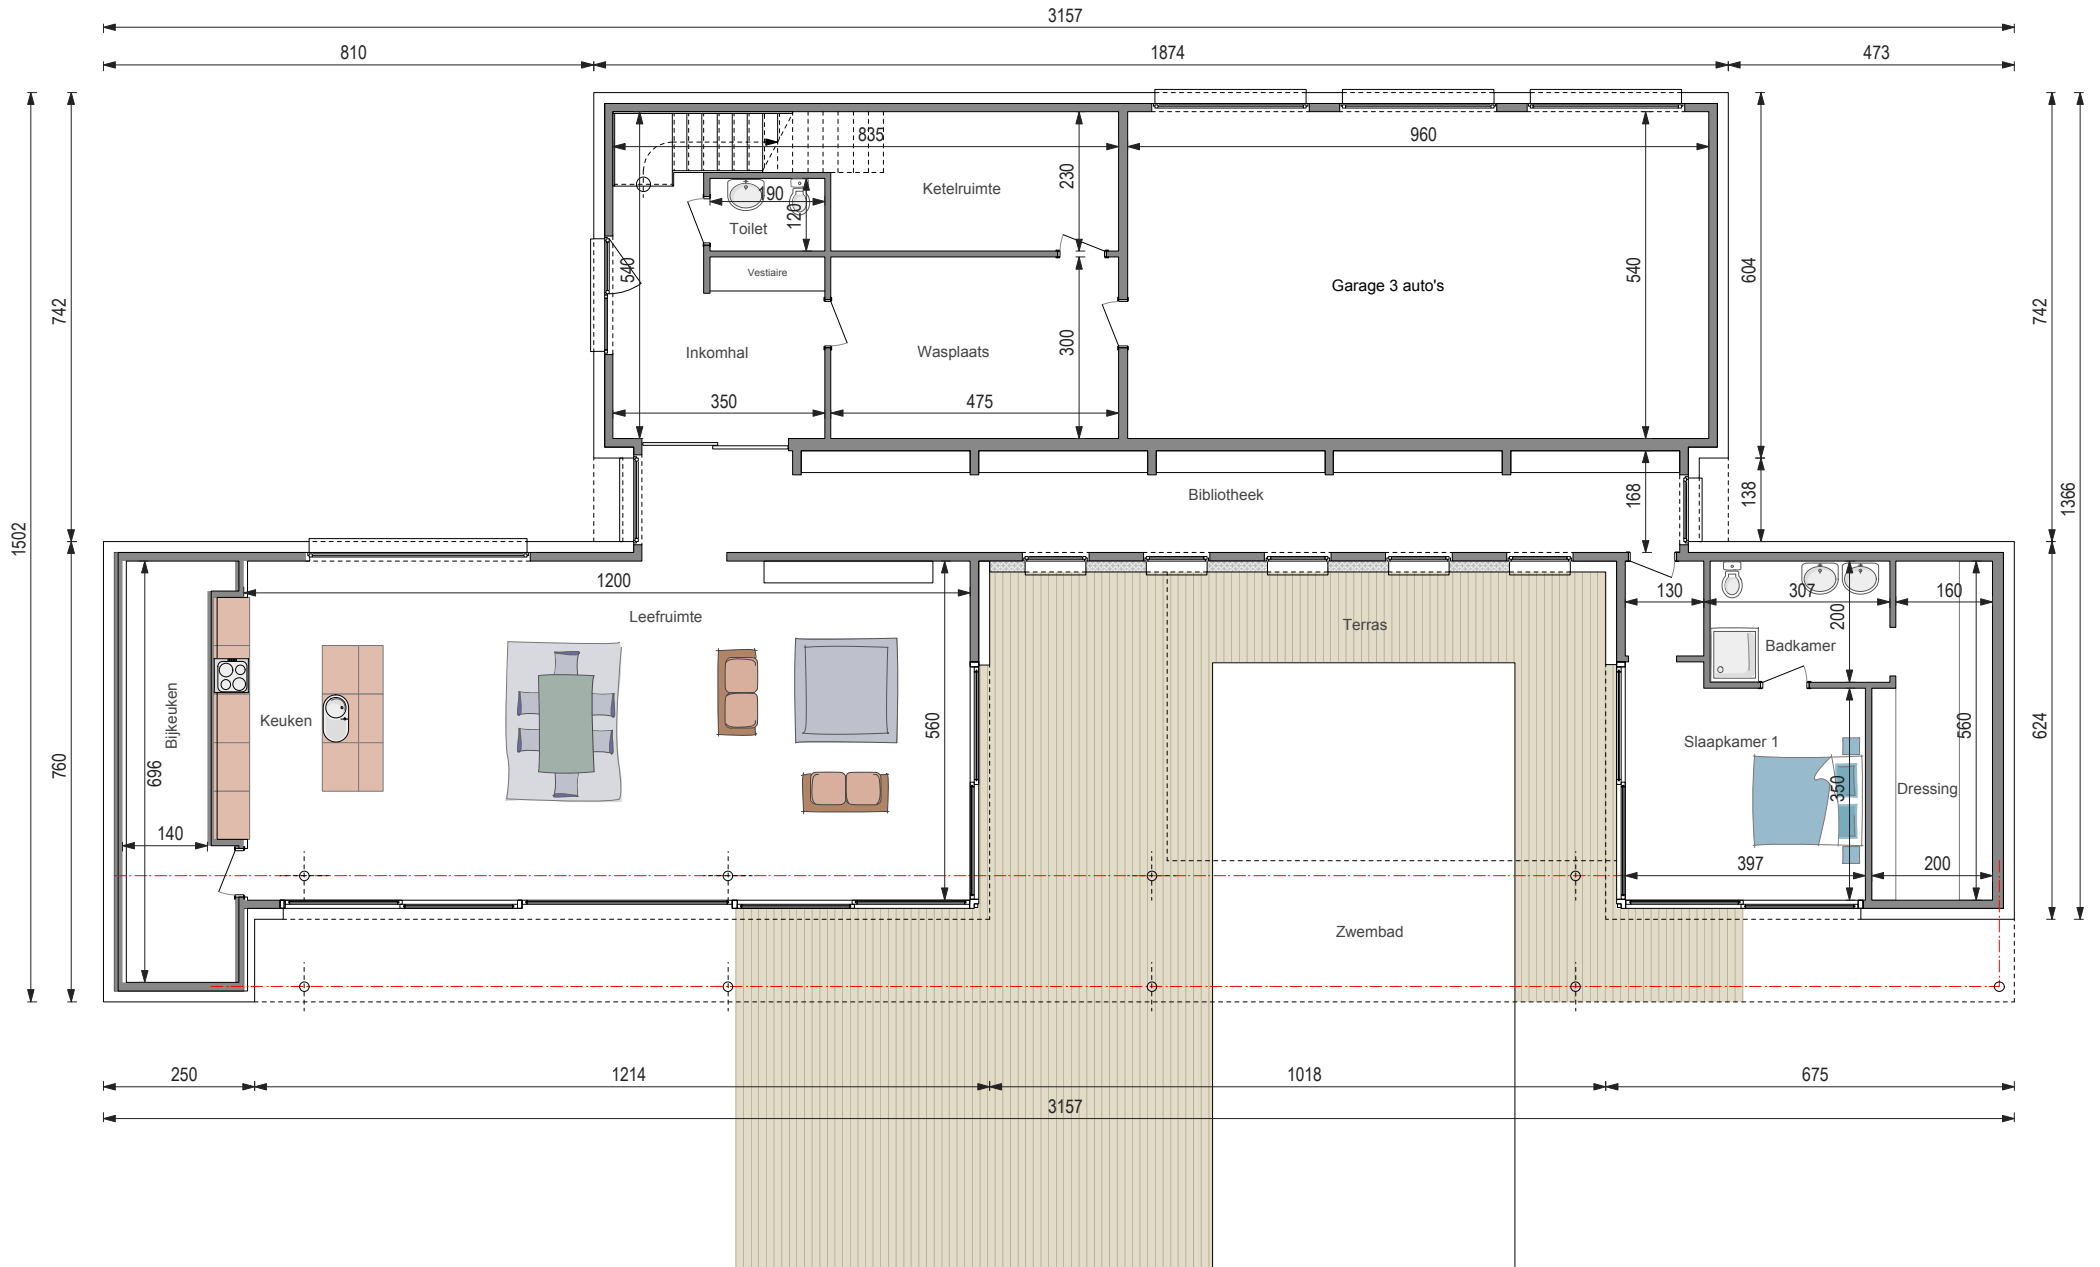 3157
810
1874
473
835
960
230
Ketelruimte
190
120
Toilet
Vestiaire
540
540
604
Garage 3 auto's
742
742
Inkomhal
Wasplaats
300
350
475
Bibliotheek
168
138
1502
1366
1200
Leefruimte
Terras
130
307
200
160
Badkamer
Bijkeuken
Keuken
560
Slaapkamer 1
560
624
760
696
350
Dressing
140
397
200
Zwembad
250
1214
1018
675
3157